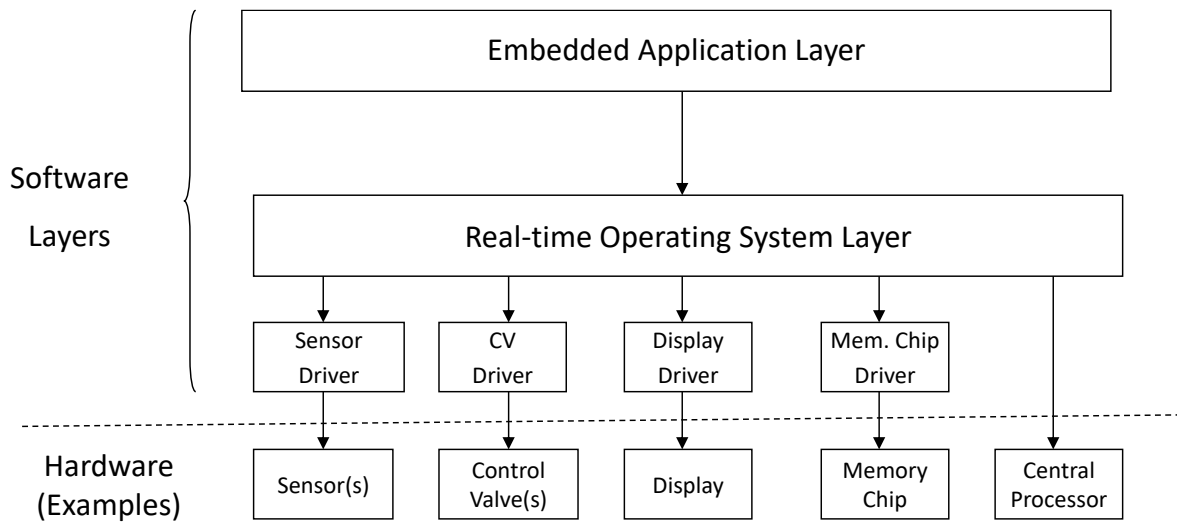 Embedded Application Layer
Software
Layers
Real-time Operating System Layer
Sensor
Driver
CV
Driver
Display
Driver
Mem. Chip
Driver
Hardware
(Examples)
Sensor(s)
Control
Valve(s)
Display
Memory
Chip
Central
Processor